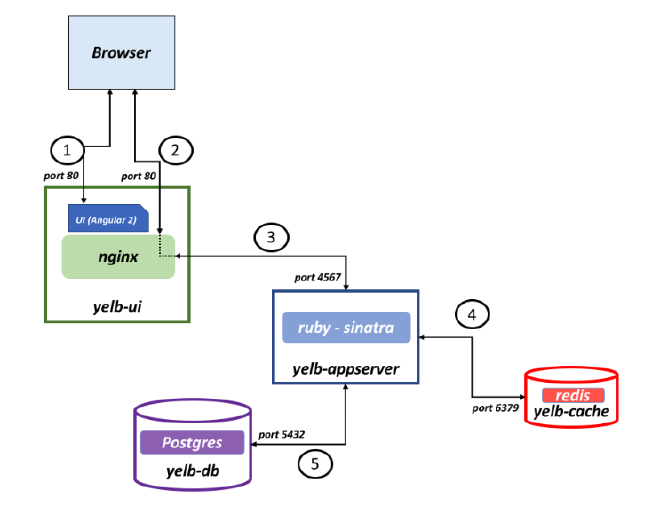 Browser
1
2
port 80
port 80
UI (Angular 2)
nginx
yelb-ui
3
port 4567
ruby - sinatra
yelb-appserver
4
port 6379
redis
yelb-cache
Postgres
yelb-db
port 5432
5